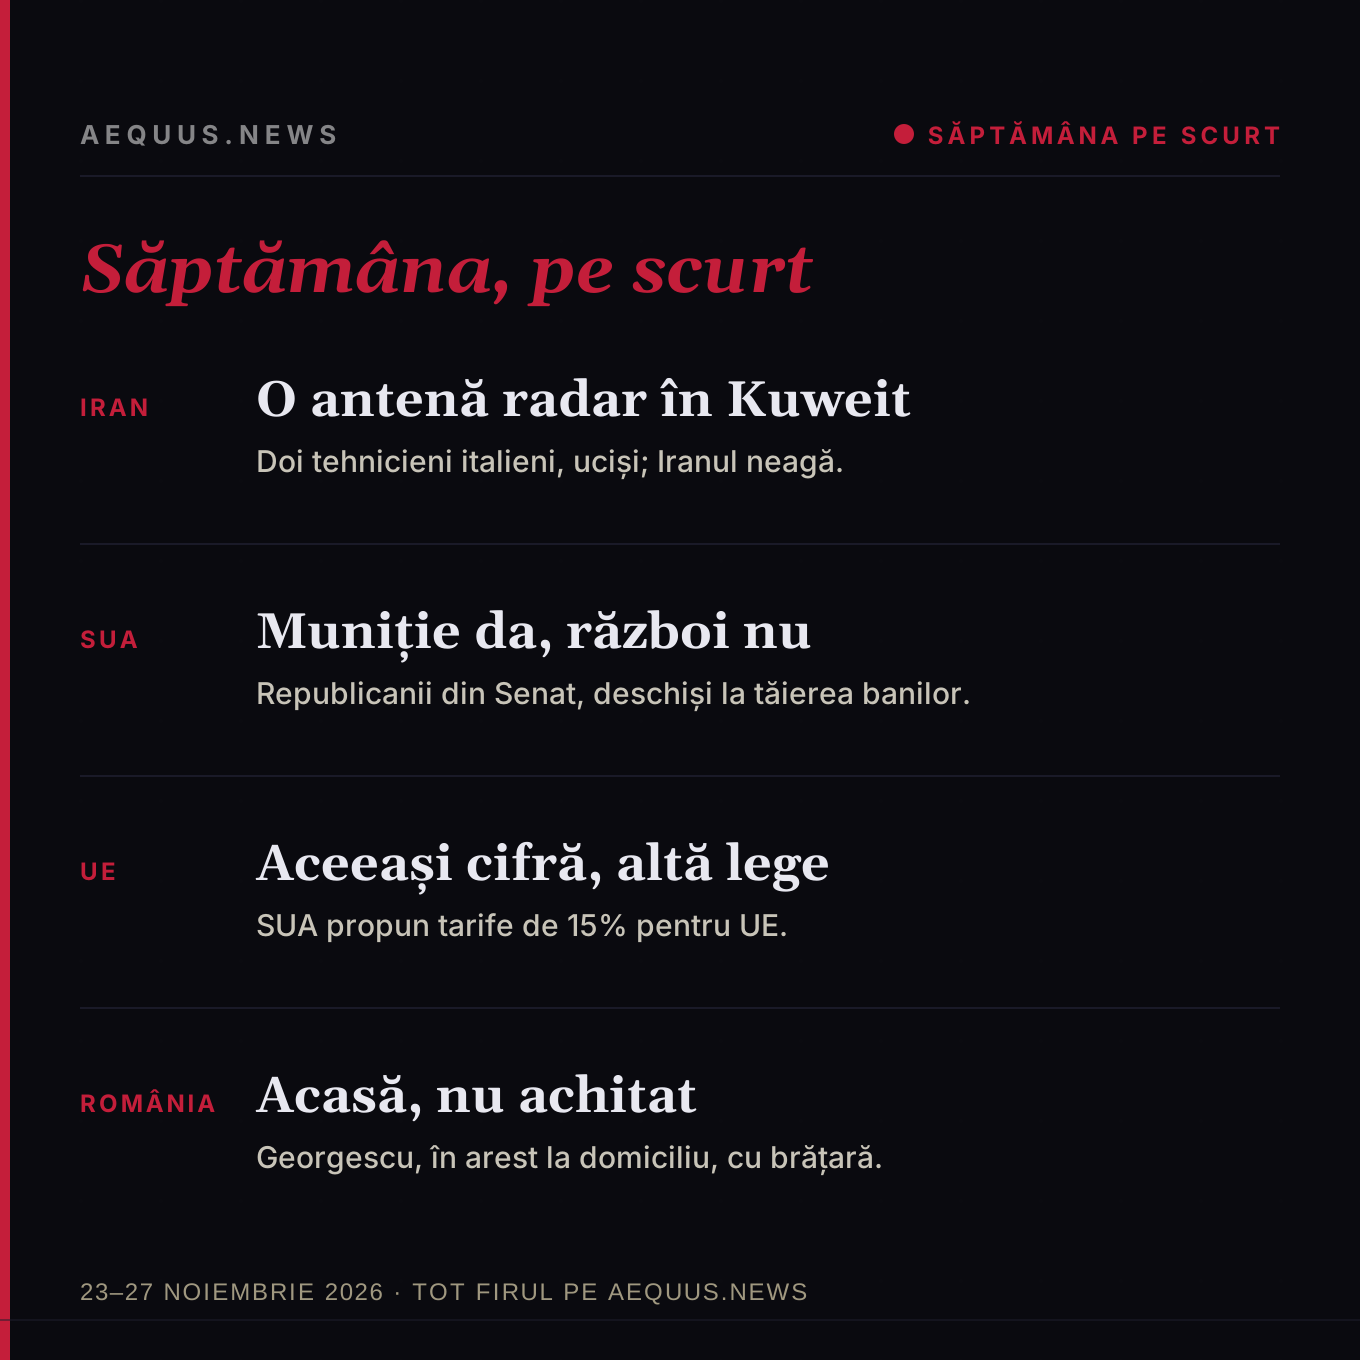 AEQUUS.NEWS
SĂPTĂMÂNA PE SCURT
Săptămâna, pe scurt
IRAN
O antenă radar în Kuweit
Doi tehnicieni italieni, uciși; Iranul neagă.
SUA
Muniție da, război nu
Republicanii din Senat, deschiși la tăierea banilor.
UE
Aceeași cifră, altă lege
SUA propun tarife de 15% pentru UE.
ROMÂNIA
Acasă, nu achitat
Georgescu, în arest la domiciliu, cu brățară.
23–27 NOIEMBRIE 2026 · TOT FIRUL PE AEQUUS.NEWS